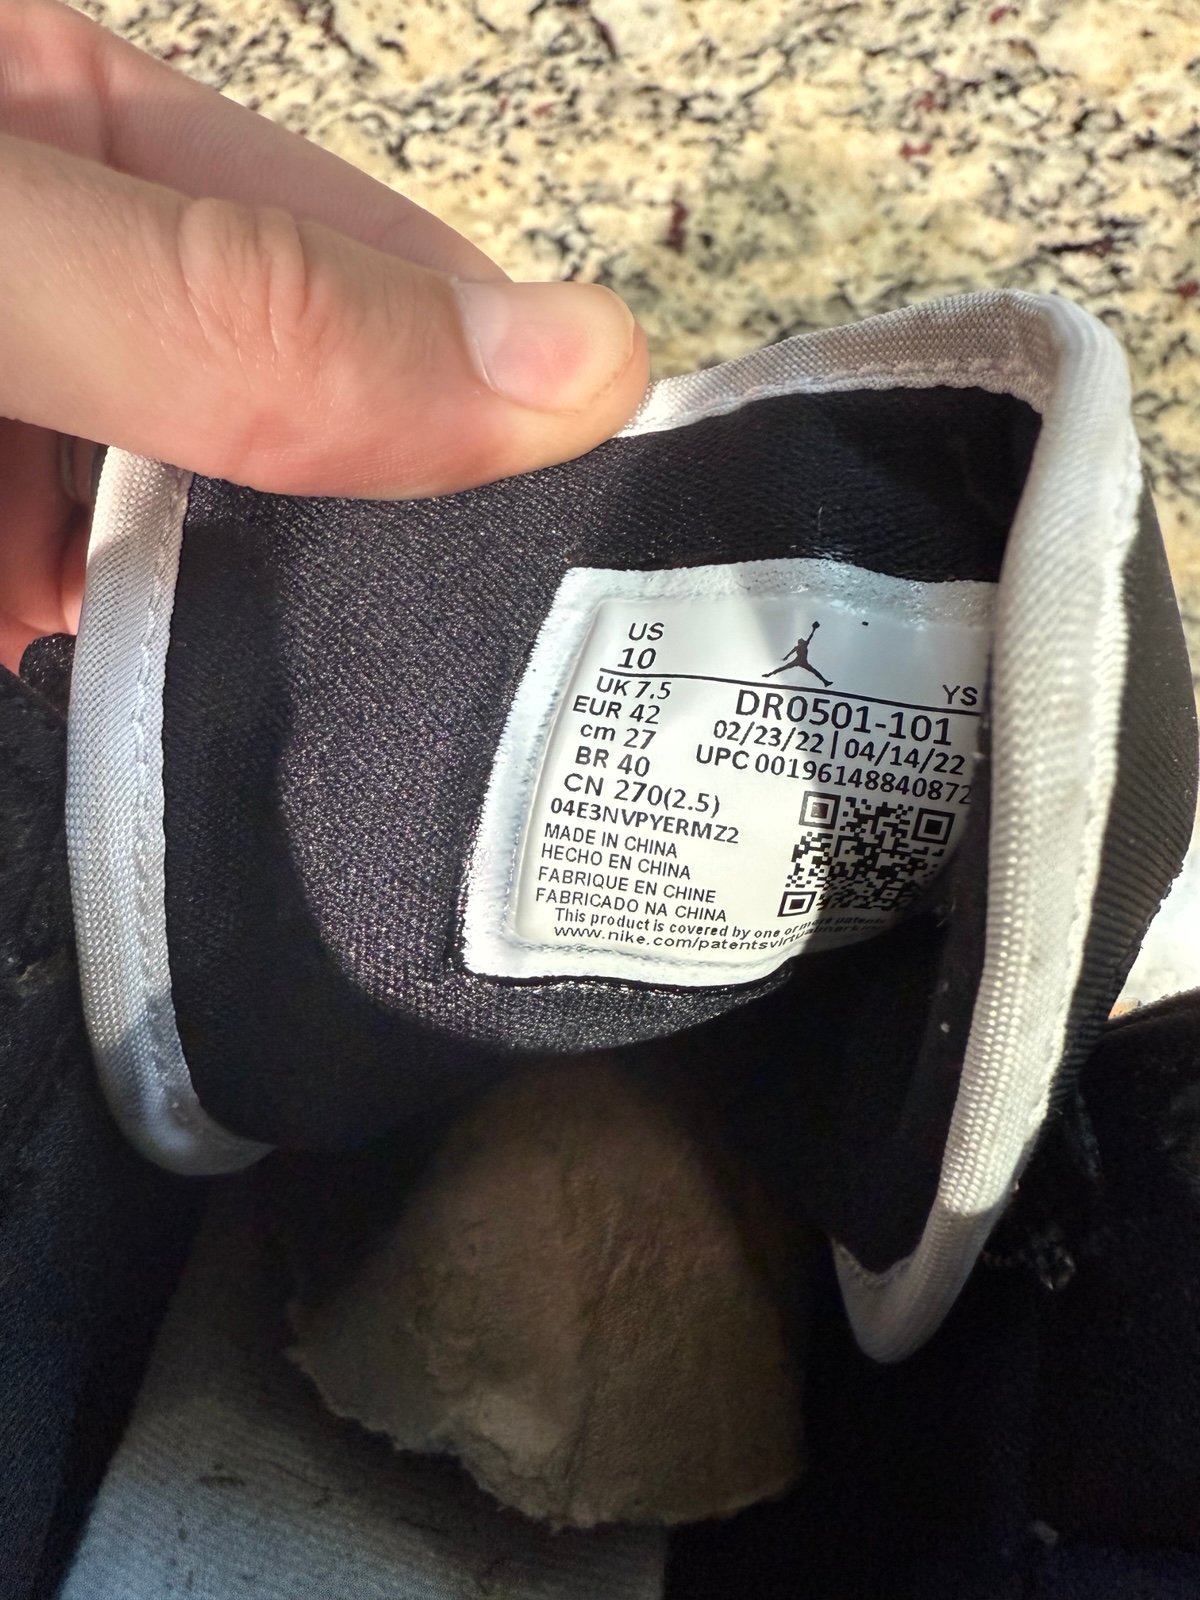 US
10
YS
UK 7.5
EUR 42
cm 27
BR 40
CN 270(2.5)
DR0501-101
02/23/22 | 04/14/22
UPC 00196148840872
04E3NVPYERMZ2
MADE IN CHINA
HECHO EN CHINA
FABRIQUE EN CHINE
FABRICADO NA CHINA
This product is covered by one or more patents
www.nike.com/patentsvirtualmarki